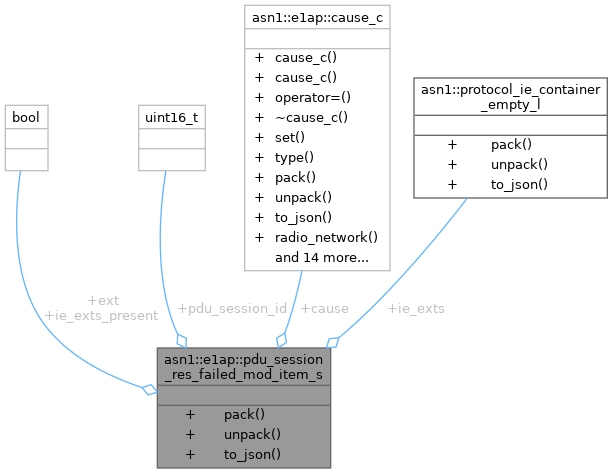 asn1::e1ap::cause_c
+ cause_c()
+ cause_c()
+ operator=()
+ ~cause_c()
+ set()
+ type()
+ pack()
+ unpack()
+ to_json()
+ radio_network()
and 14 more...
asn1::protocol_ie_container
_empty_l
+ pack()
+ unpack()
+ to_json()
bool
uint16_t
+ext
+ie_exts_present
+pdu_session_id
+cause
+ie_exts
asn1::e1ap::pdu_session
_res_failed_mod_item_s
+ pack()
+ unpack()
+ to_json()